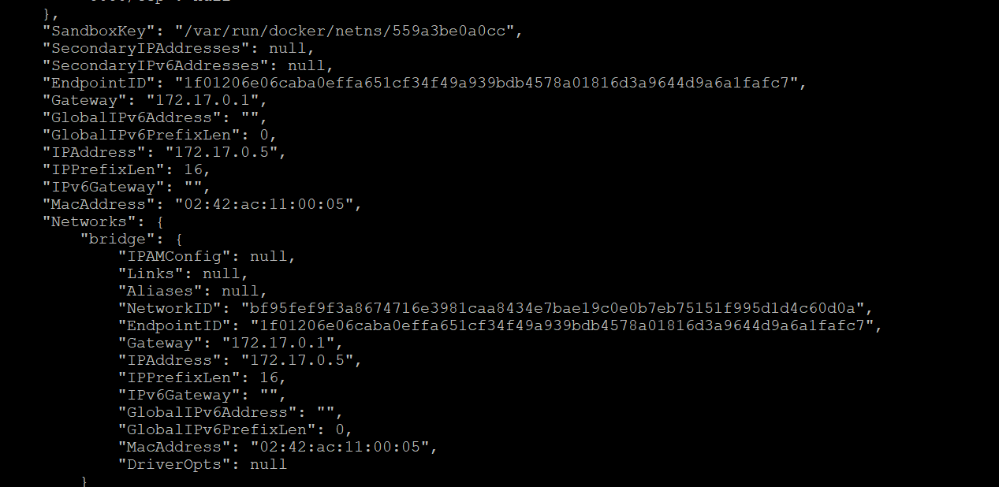 },
"SandboxKey": "/var/run/docker/netns/559a3be0a0cc",
"SecondaryIPAddresses": null,
"SecondaryIPv6Addresses": null,
"EndpointID": "1f01206e06caba0effa651cf34f49a939bdb4578a01816d3a9644d9a6a1fafc7",
"Gateway": "172.17.0.1",
"GlobalIPv6Address": "",
"GlobalIPv6PrefixLen": 0,
"IPAddress": "172.17.0.5",
"IPPrefixLen": 16,
"IPv6Gateway": "",
"MacAddress": "02:42:ac:11:00:05",
"Networks": {
"bridge": {
"IPAMConfig": null,
"Links": null,
"Aliases": null,
"NetworkID": "bf95fef9f3a8674716e3981caa8434e7bae19c0e0b7eb75151f995d1d4c60d0a",
"EndpointID": "1f01206e06caba0effa651cf34f49a939bdb4578a01816d3a9644d9a6a1fafc7",
"Gateway": "172.17.0.1",
"IPAddress": "172.17.0.5",
"IPPrefixLen": 16,
"IPv6Gateway": "",
"GlobalIPv6Address": "",
"GlobalIPv6PrefixLen": 0,
"MacAddress": "02:42:ac:11:00:05",
"DriverOpts": null
}